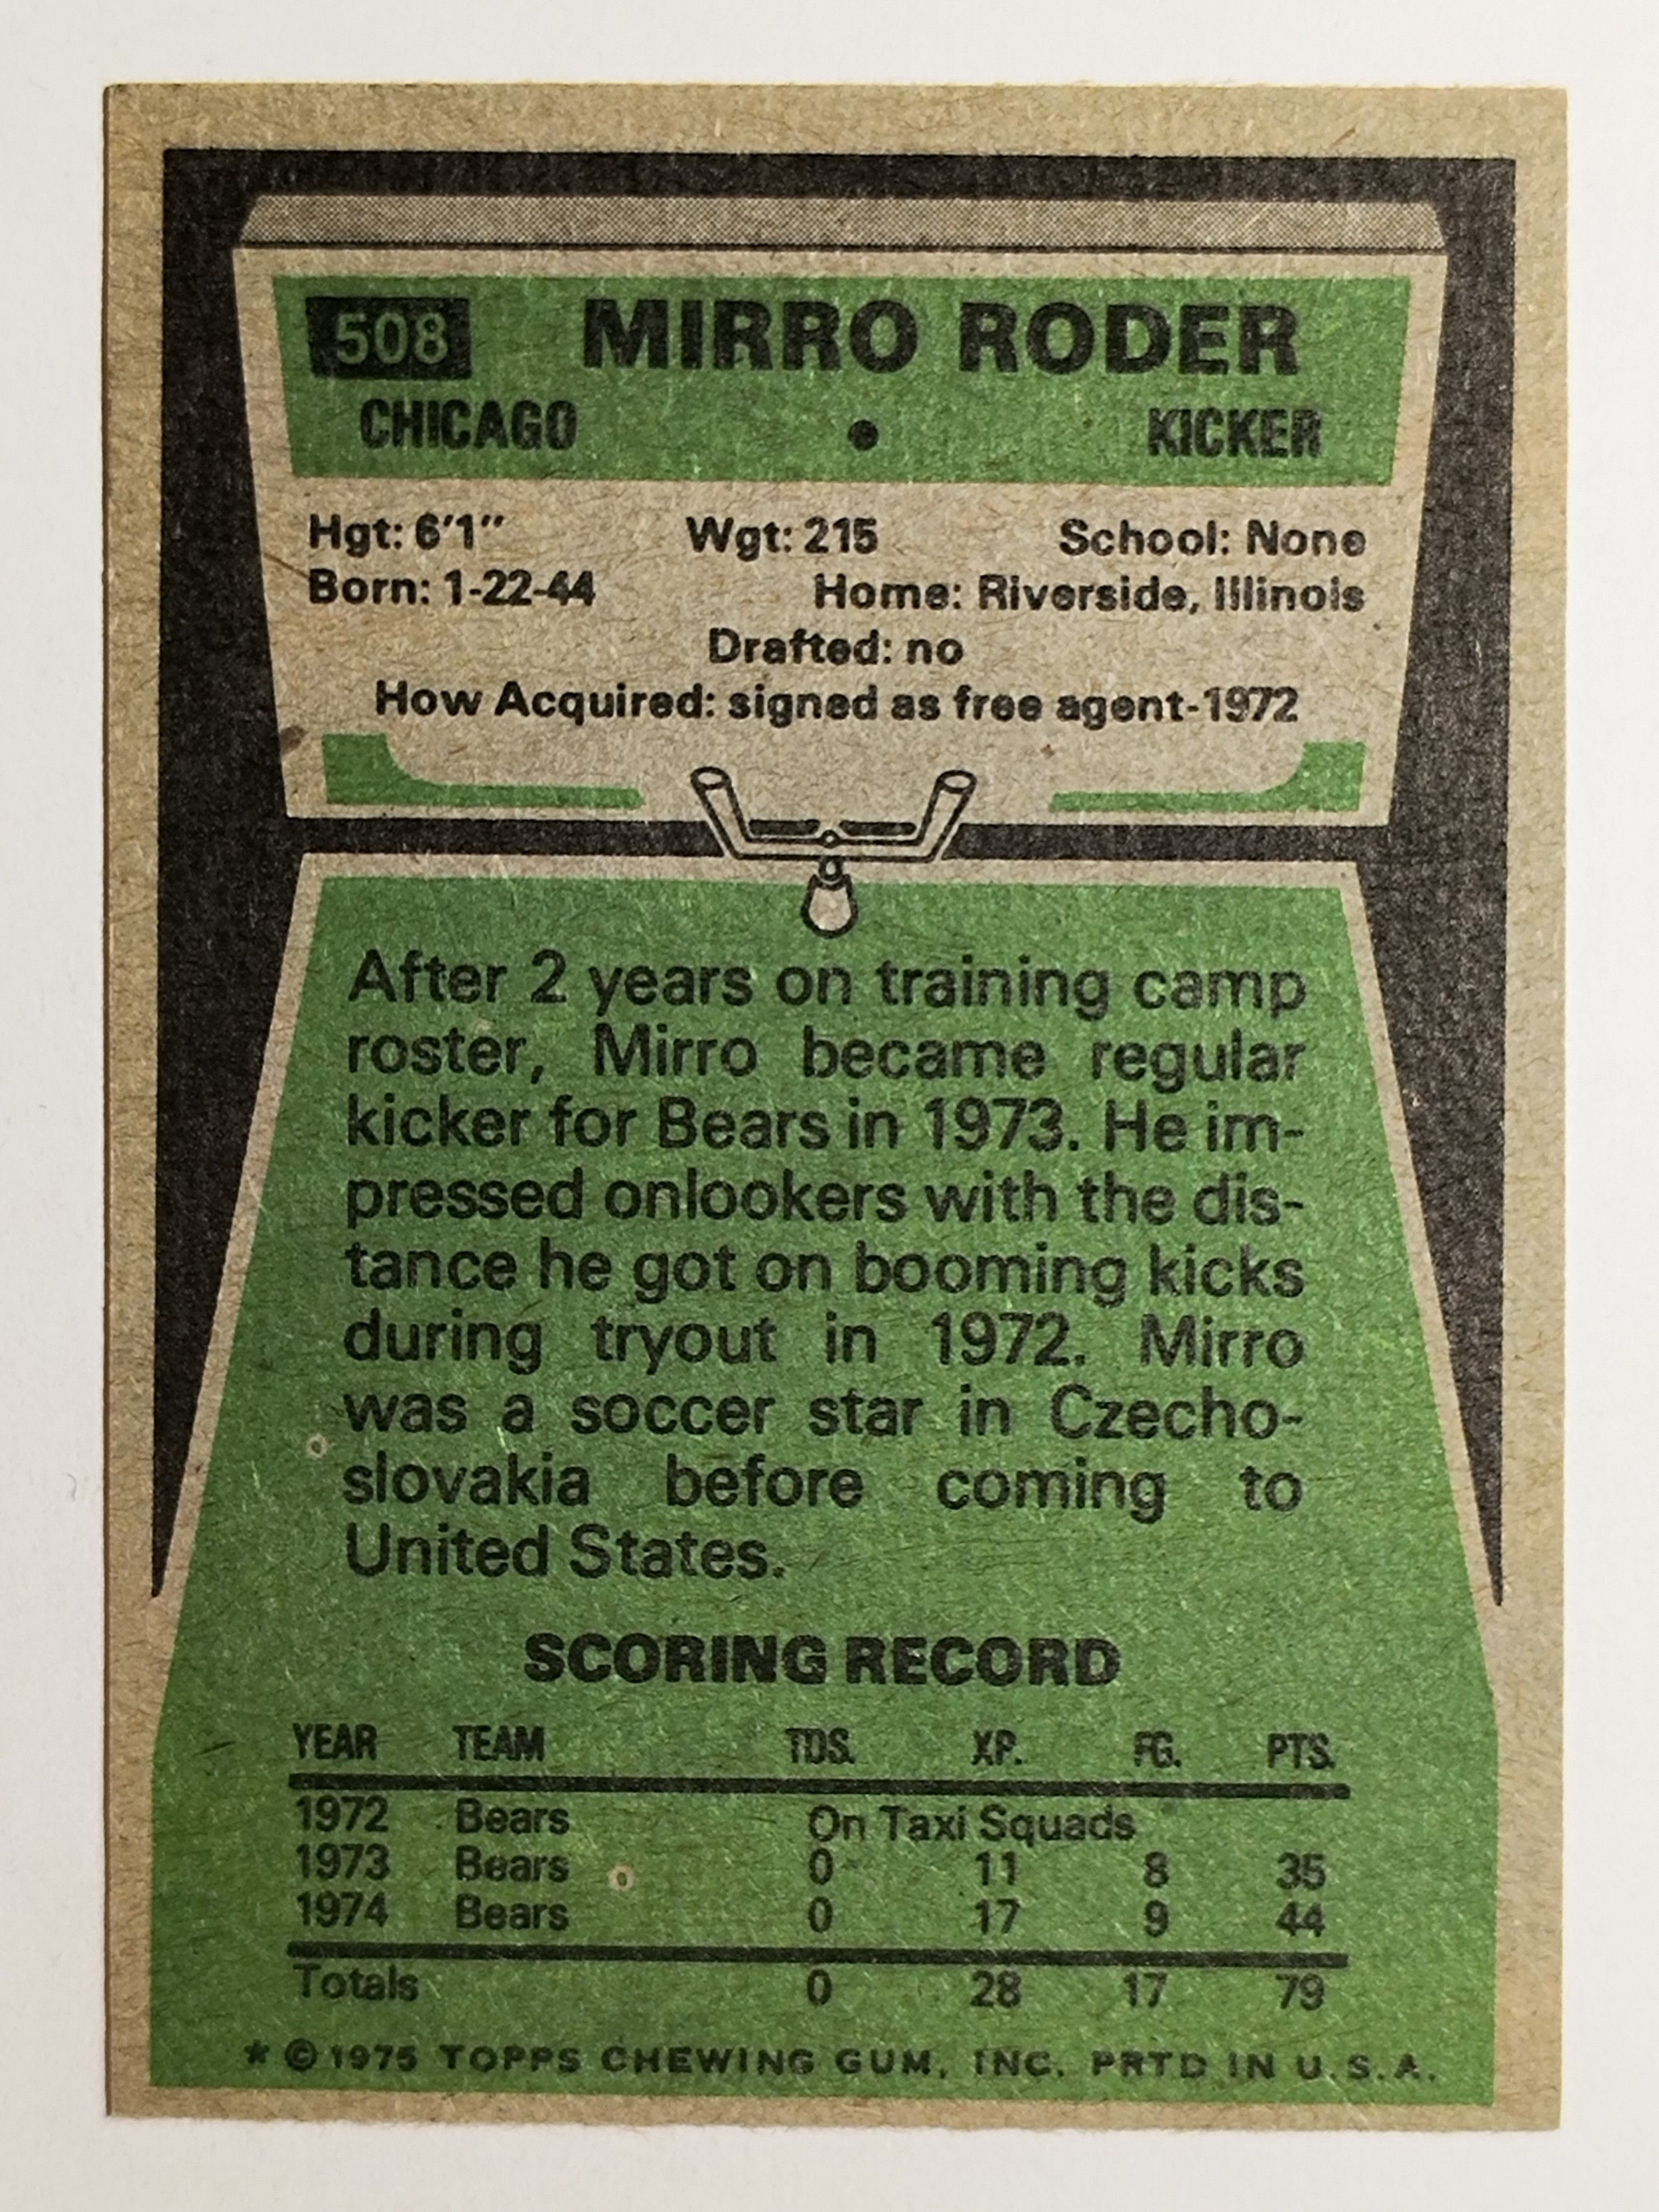 508 MIRRO RODER
CHICAGO • KICKER
Hgt: 6'1" Wgt: 215 School: None
Born: 1-22-44 Home: Riverside, Illinois
Drafted: no
How Acquired: signed as free agent-1972
After 2 years on training camp
roster, Mirro became regular
kicker for Bears in 1973. He im-
pressed onlookers with the dis-
tance he got on booming kicks
during tryout in 1972. Mirro
was a soccer star in Czecho-
slovakia before coming to
United States.
SCORING RECORD
YEAR TEAM TDS. XP. FG. PTS.
1972 Bears On Taxi Squads
1973 Bears 0 11 8 35
1974 Bears 0 17 9 44
Totals 0 28 17 79
* © 1975 TOPPS CHEWING GUM, INC. PRTD IN U.S.A.